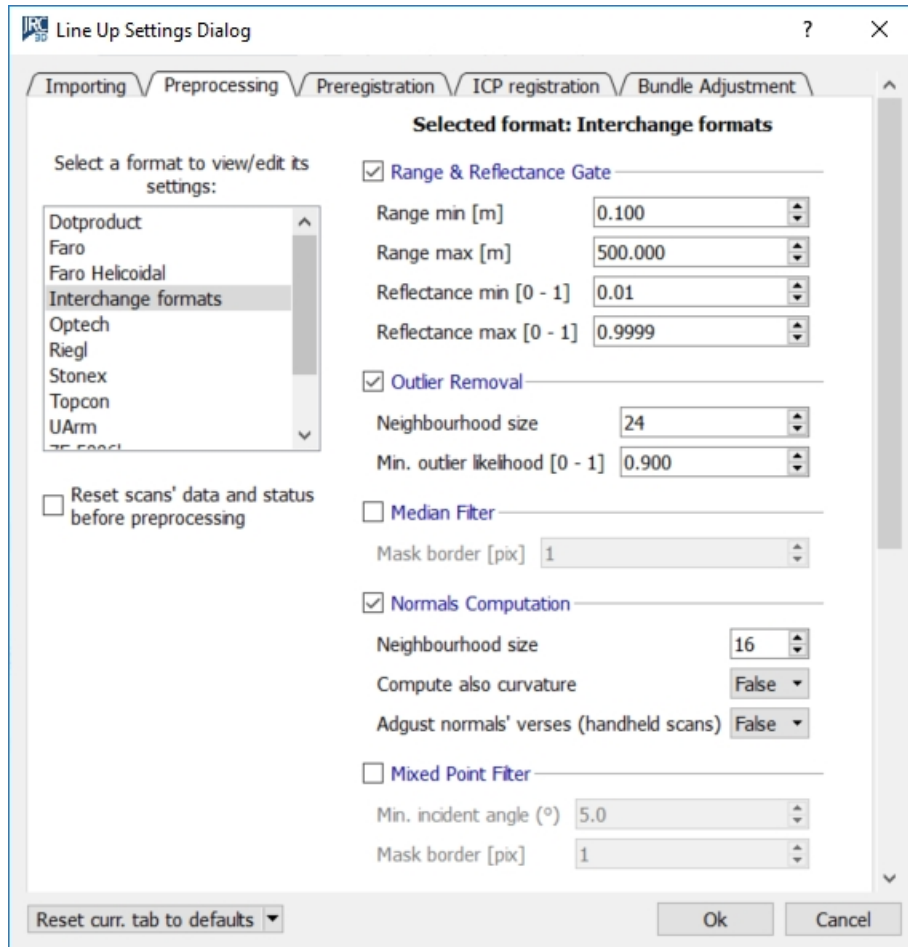 JRC 3D Line Up Settings Dialog ?
Importing Preprocessing Preregistration ICP registration Bundle Adjustment
Selected format: Interchange formats
Select a format to view/edit its
settings:
Dotproduct
Faro
Faro Helicoidal
Interchange formats
Optech
Riegl
Stonex
Topcon
UArm
Reset scans' data and status
before preprocessing
Range & Reflectance Gate
Range min [m] 0.100
Range max [m] 500.000
Reflectance min [0 - 1] 0.01
Reflectance max [0 - 1] 0.9999
Outlier Removal
Neighbourhood size 24
Min. outlier likelihood [0 - 1] 0.900
Median Filter
Mask border [pix] 1
Normals Computation
Neighbourhood size 16
Compute also curvature False
Adgust normals' verses (handheld scans) False
Mixed Point Filter
Min. incident angle (°) 5.0
Mask border [pix] 1
Reset curr. tab to defaults Ok Cancel